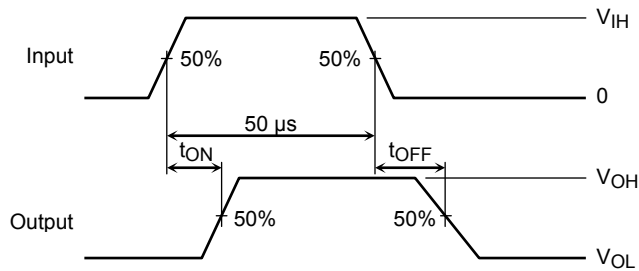 V_IH
Input 50% 50%
0
50 µs
t_ON t_OFF
V_OH
Output 50% 50%
V_OL